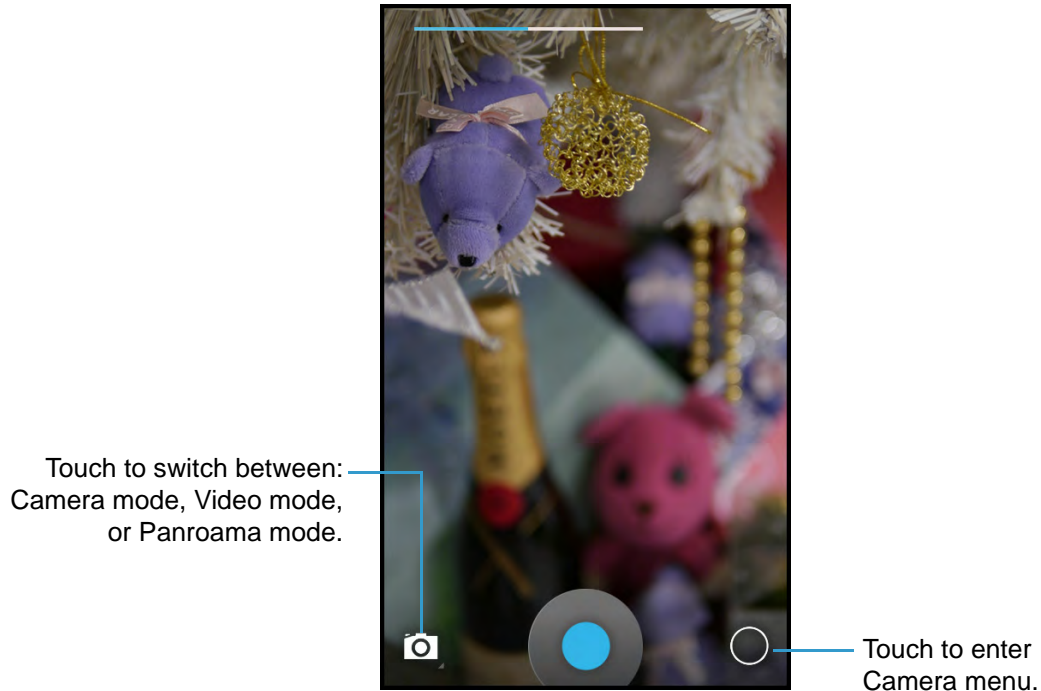 Touch to switch between:
Camera mode, Video mode,
or Panroama mode.
Touch to enter
Camera menu.